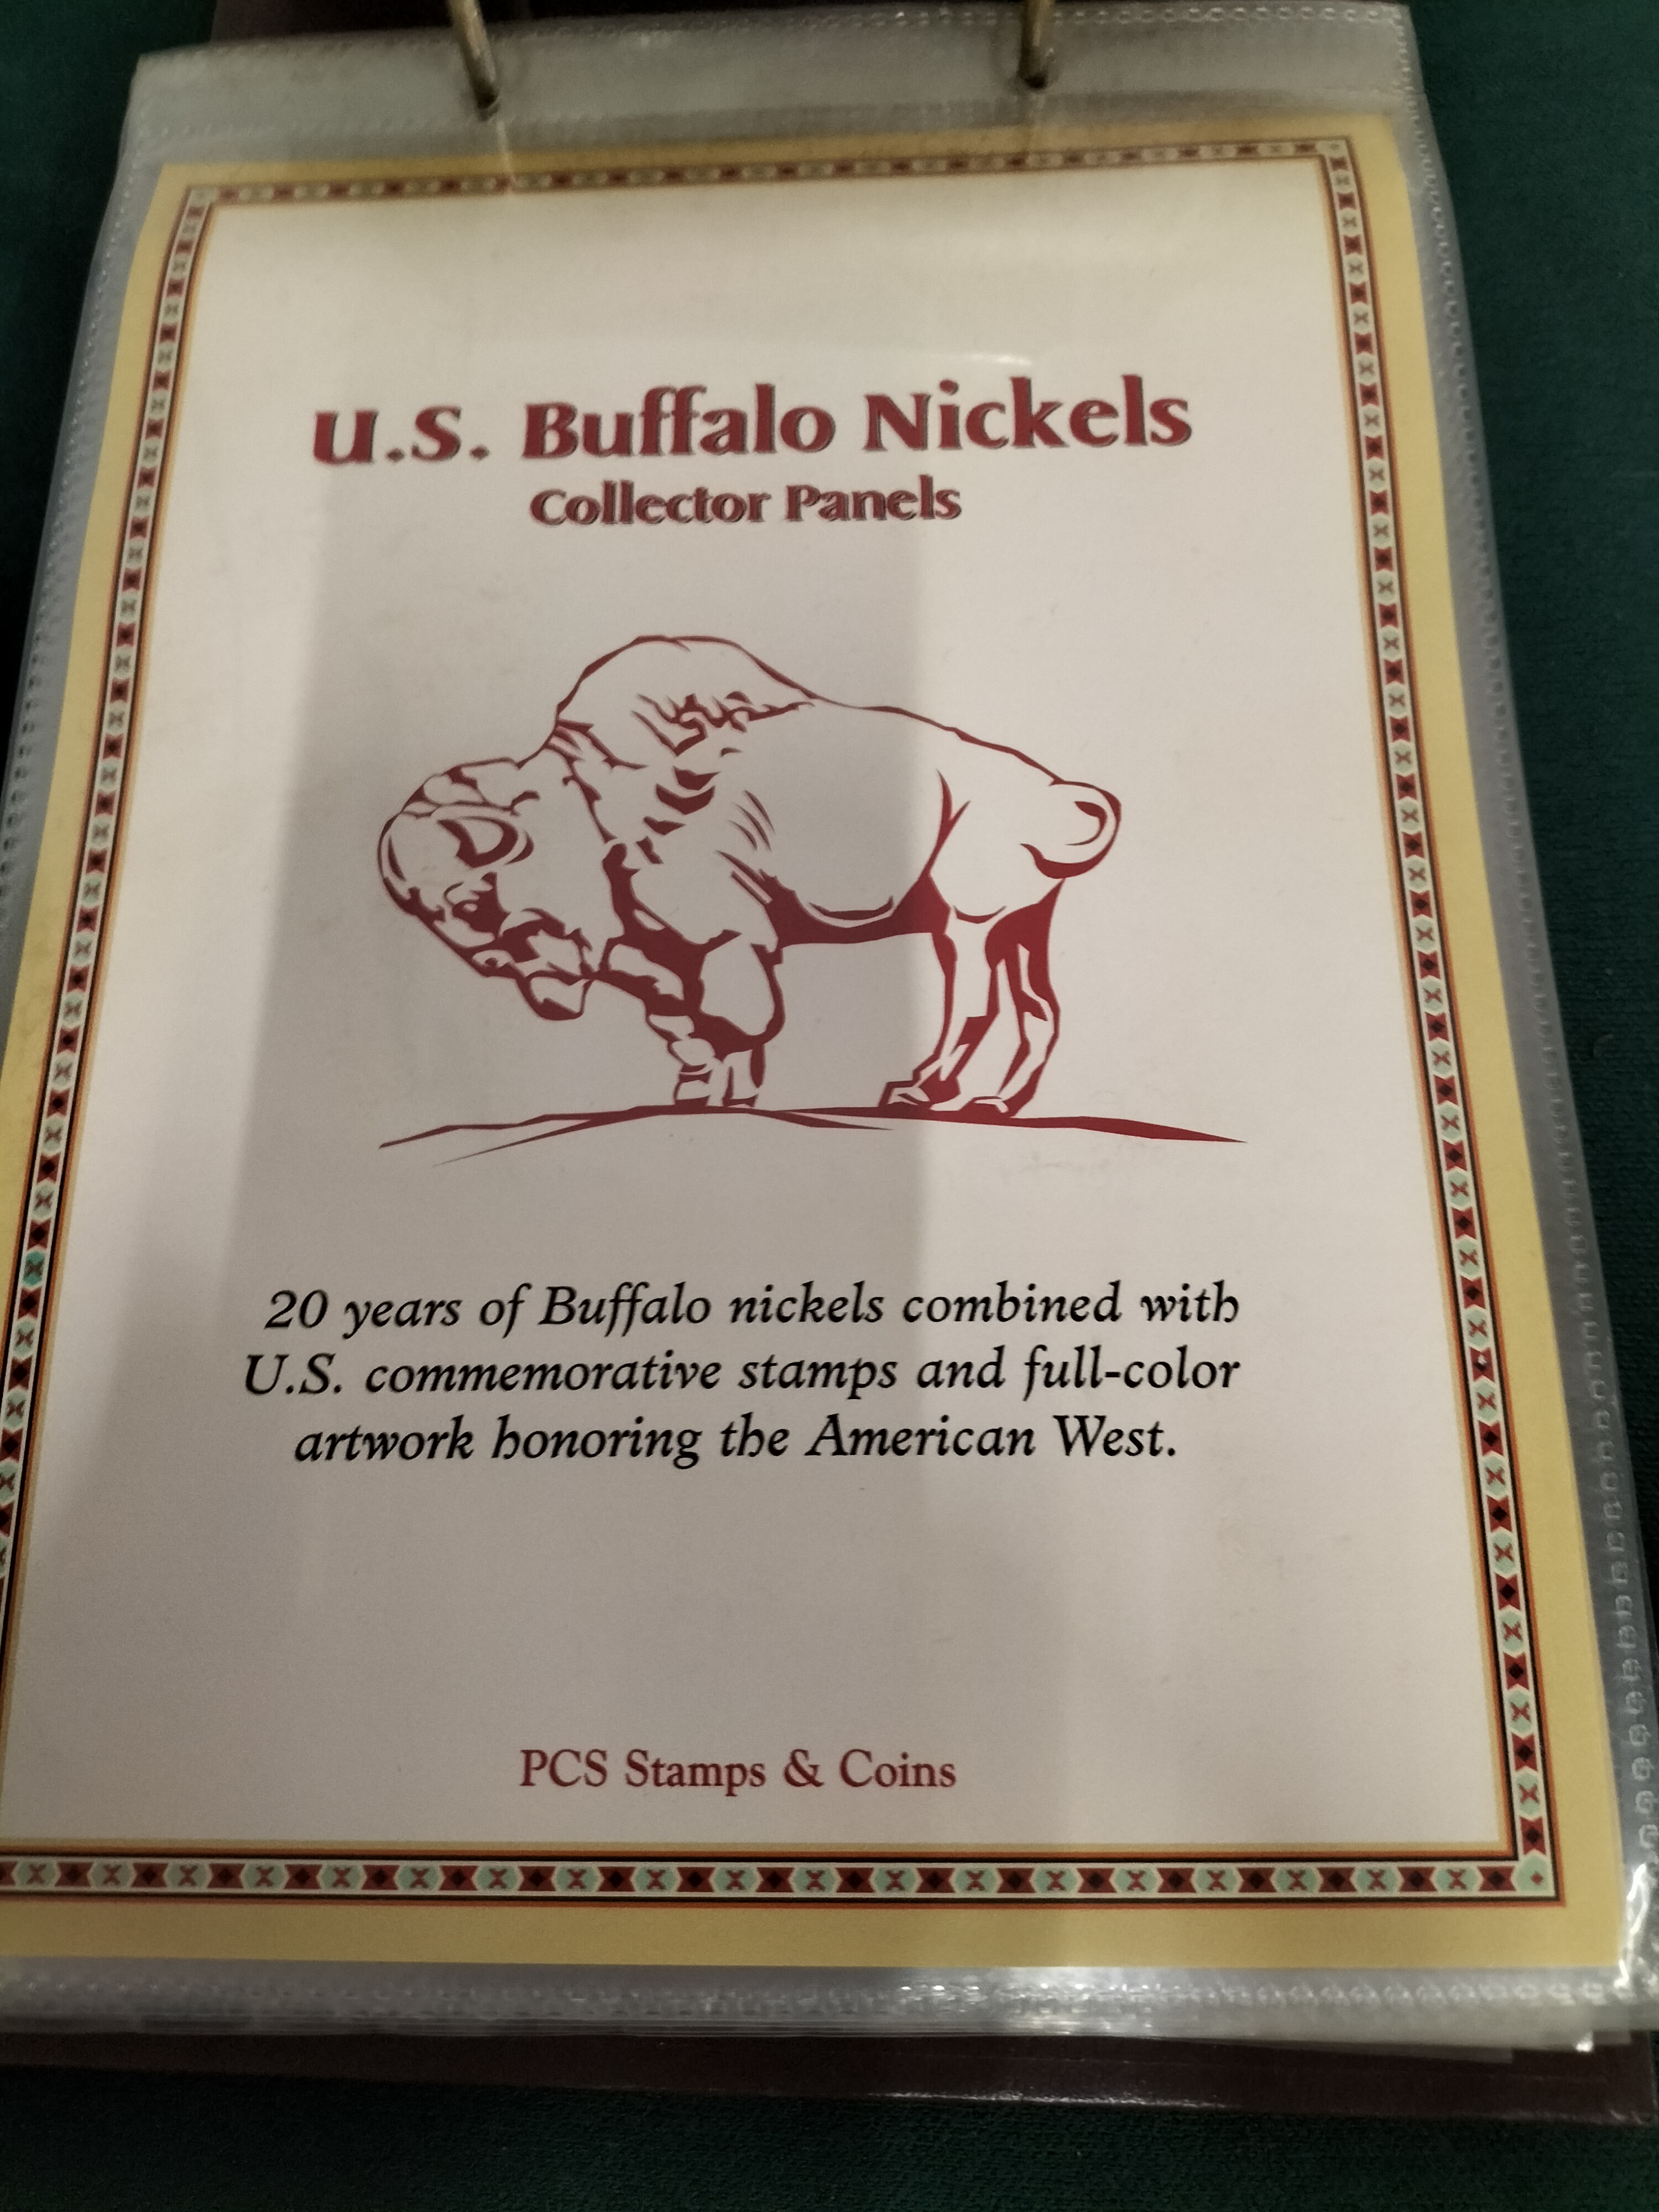 U.S. Buffalo Nickels
Collector Panels
20 years of Buffalo nickels combined with
U.S. commemorative stamps and full-color
artwork honoring the American West.
PCS Stamps & Coins